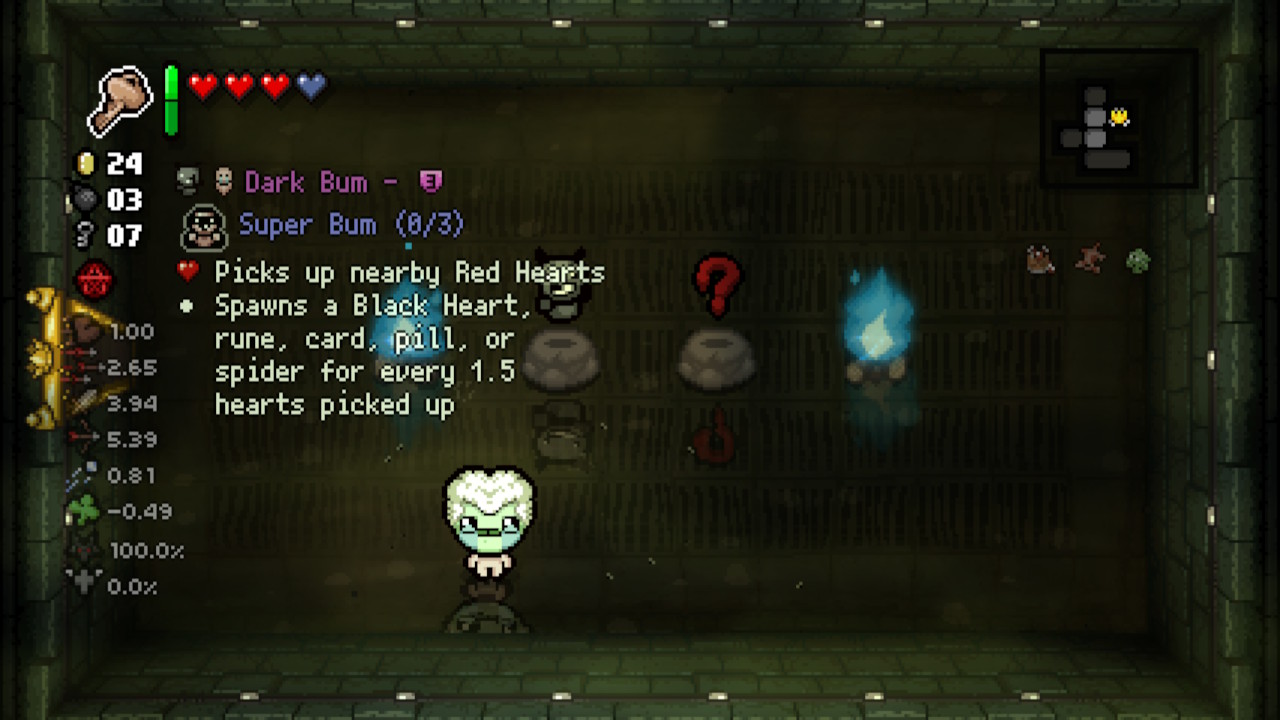 24
03
07
Dark Bum - 3
Super Bum (0/3)
Picks up nearby Red Hearts
• Spawns a Black Heart,
rune, card, pill, or
spider for every 1.5
hearts picked up
?
1.00
2.65
3.94
5.39
0.81
-0.49
100.0%
0.0%